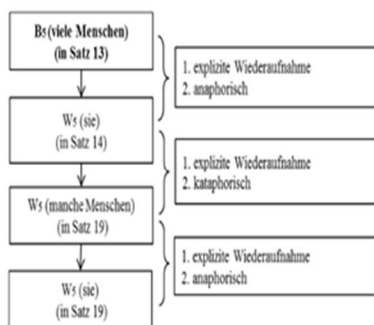 B5 (viele Menschen)
(in Satz 13)
1. explizite Wiederaufnahme
2. anaphorisch
W5 (sie)
(in Satz 14)
1. explizite Wiederaufnahme
2. kataphorisch
W5 (manche Menschen)
(in Satz 19)
1. explizite Wiederaufnahme
2. anaphorisch
W5 (sie)
(in Satz 19)